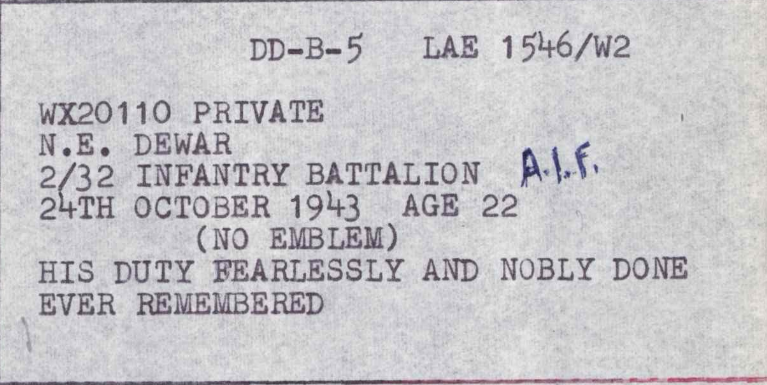 DD-B-5 LAE 1546/W2
WX20110 PRIVATE
N.E. DEWAR
2/32 INFANTRY BATTALION A.I.F.
24TH OCTOBER 1943 AGE 22
(NO EMBLEM)
HIS DUTY FEARLESSLY AND NOBLY DONE
EVER REMEMBERED